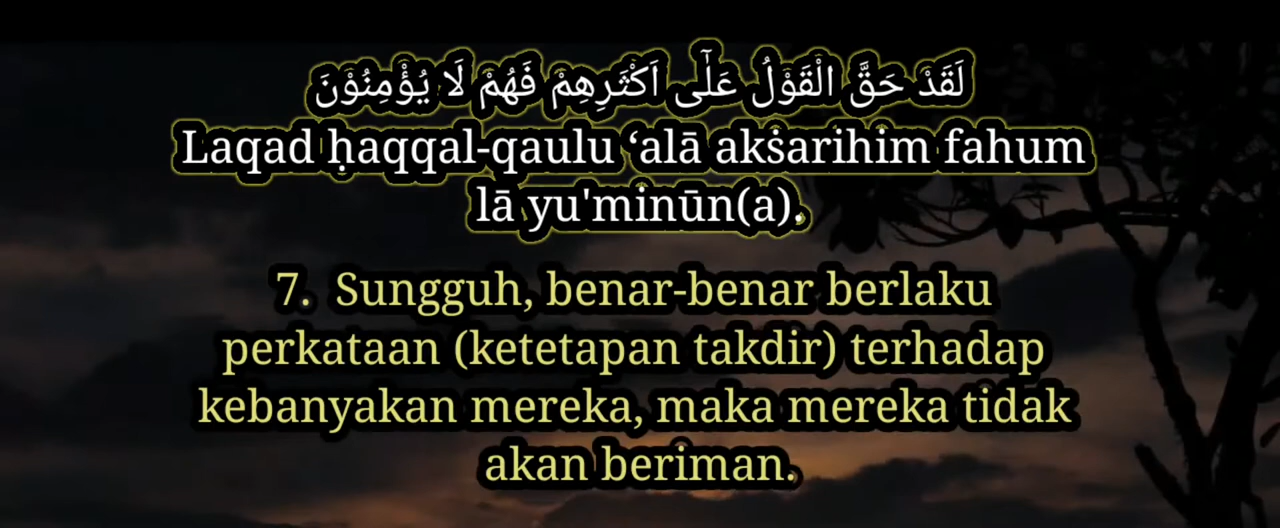 لَقَدْ حَقَّ الْقَوْلُ عَلٰٓى اَكْثَرِهِمْ فَهُمْ لَا يُؤْمِنُوْنَ
Laqad ḥaqqal-qaulu ‘alā akṡarihim fahum
lā yu'minūn(a).
7. Sungguh, benar-benar berlaku
perkataan (ketetapan takdir) terhadap
kebanyakan mereka, maka mereka tidak
akan beriman.